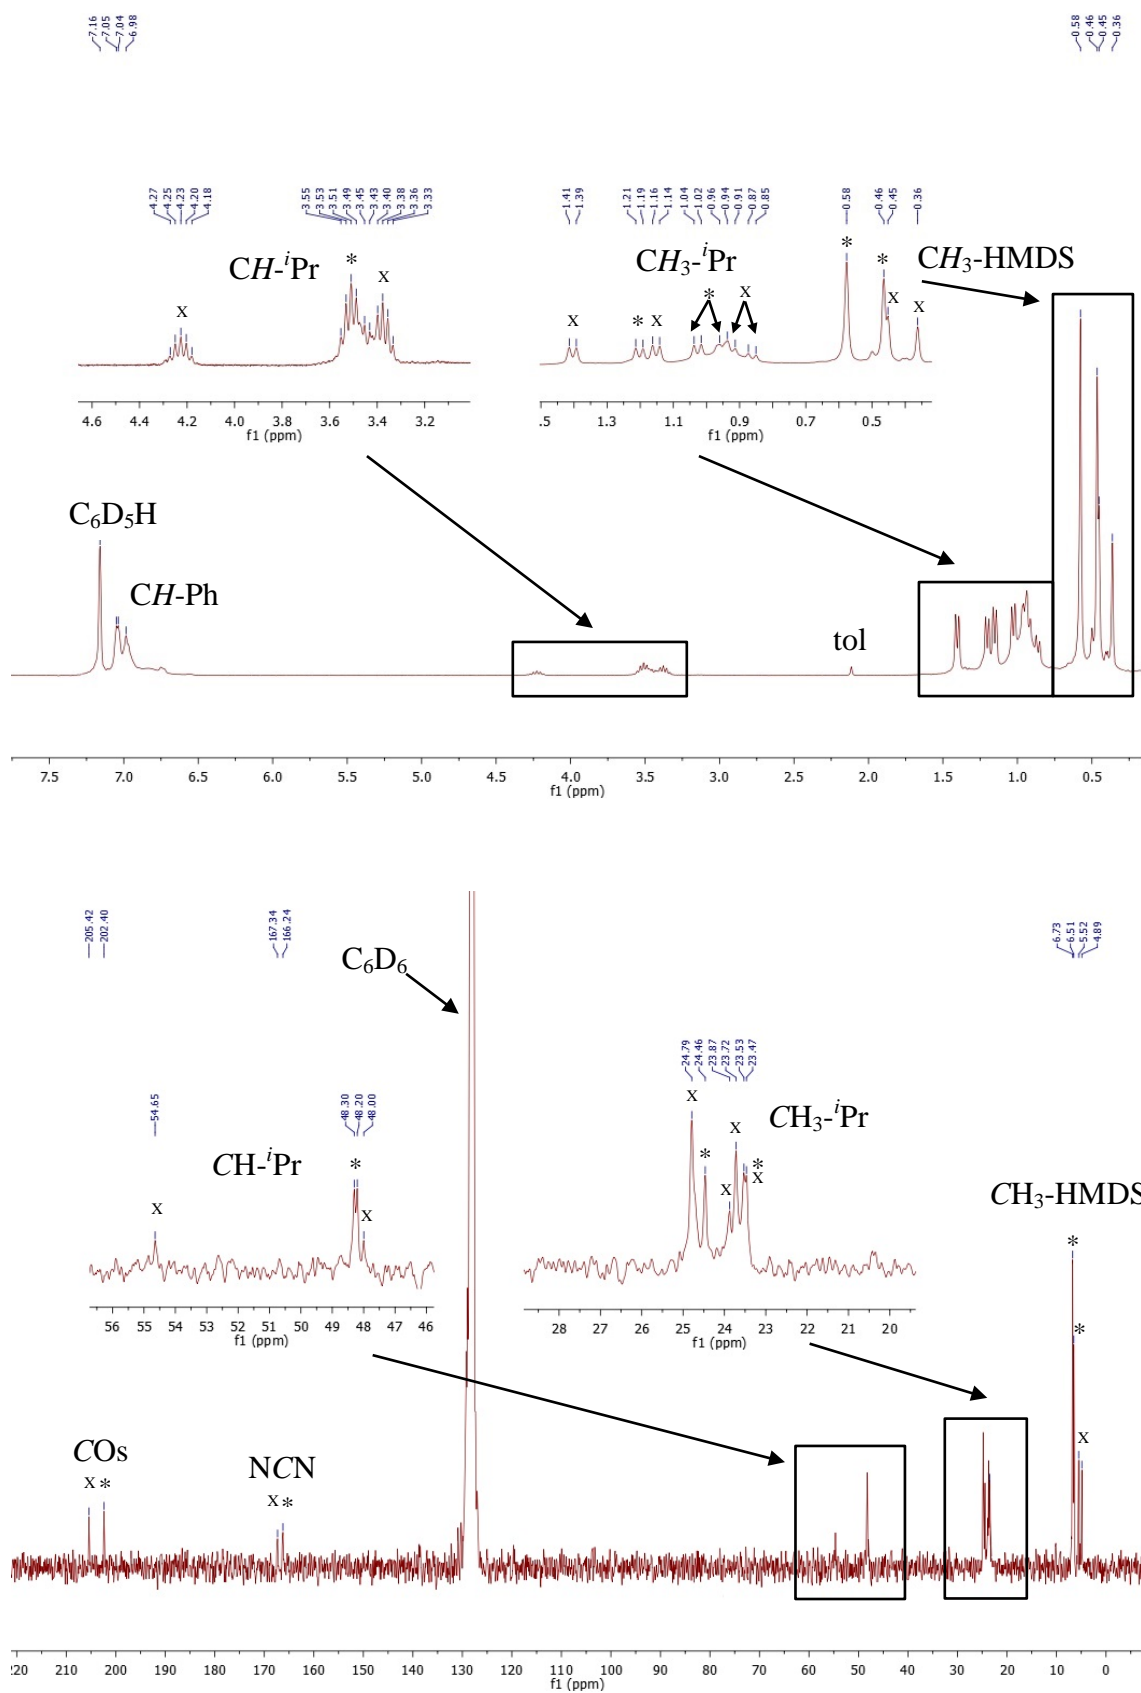 7.16
7.05
7.04
6.98
0.58
0.46
0.45
0.36
4.27
4.25
4.23
4.20
4.18
3.55
3.53
3.51
3.49
3.45
3.43
3.40
3.38
3.36
3.33
1.41
1.39
1.21
1.19
1.16
1.14
1.04
1.02
0.96
0.94
0.91
0.87
0.85
0.58
0.46
0.45
0.36
CH-iPr
CH3-iPr
CH3-HMDS
x * x
x * x * x * * x x
4.6 4.4 4.2 4.0 3.8 3.6 3.4 3.2
f1 (ppm)
.5 1.3 1.1 0.9 0.7 0.5
f1 (ppm)
C6D5H
CH-Ph
tol
7.5 7.0 6.5 6.0 5.5 5.0 4.5 4.0 3.5 3.0 2.5 2.0 1.5 1.0 0.5
f1 (ppm)
205.42
202.40
167.34
166.24
6.73
6.51
5.52
4.89
C6D6
54.65
48.30
48.20
48.00
24.79
24.46
23.87
23.72
23.53
23.47
CH-iPr
CH3-iPr
CH3-HMDS
x * x
x * x x * x
* * x
56 55 54 53 52 51 50 49 48 47 46
f1 (ppm)
28 27 26 25 24 23 22 21 20
f1 (ppm)
COs
x *
NCN
x *
20 210 200 190 180 170 160 150 140 130 120 110 100 90 80 70 60 50 40 30 20 10 0
f1 (ppm)